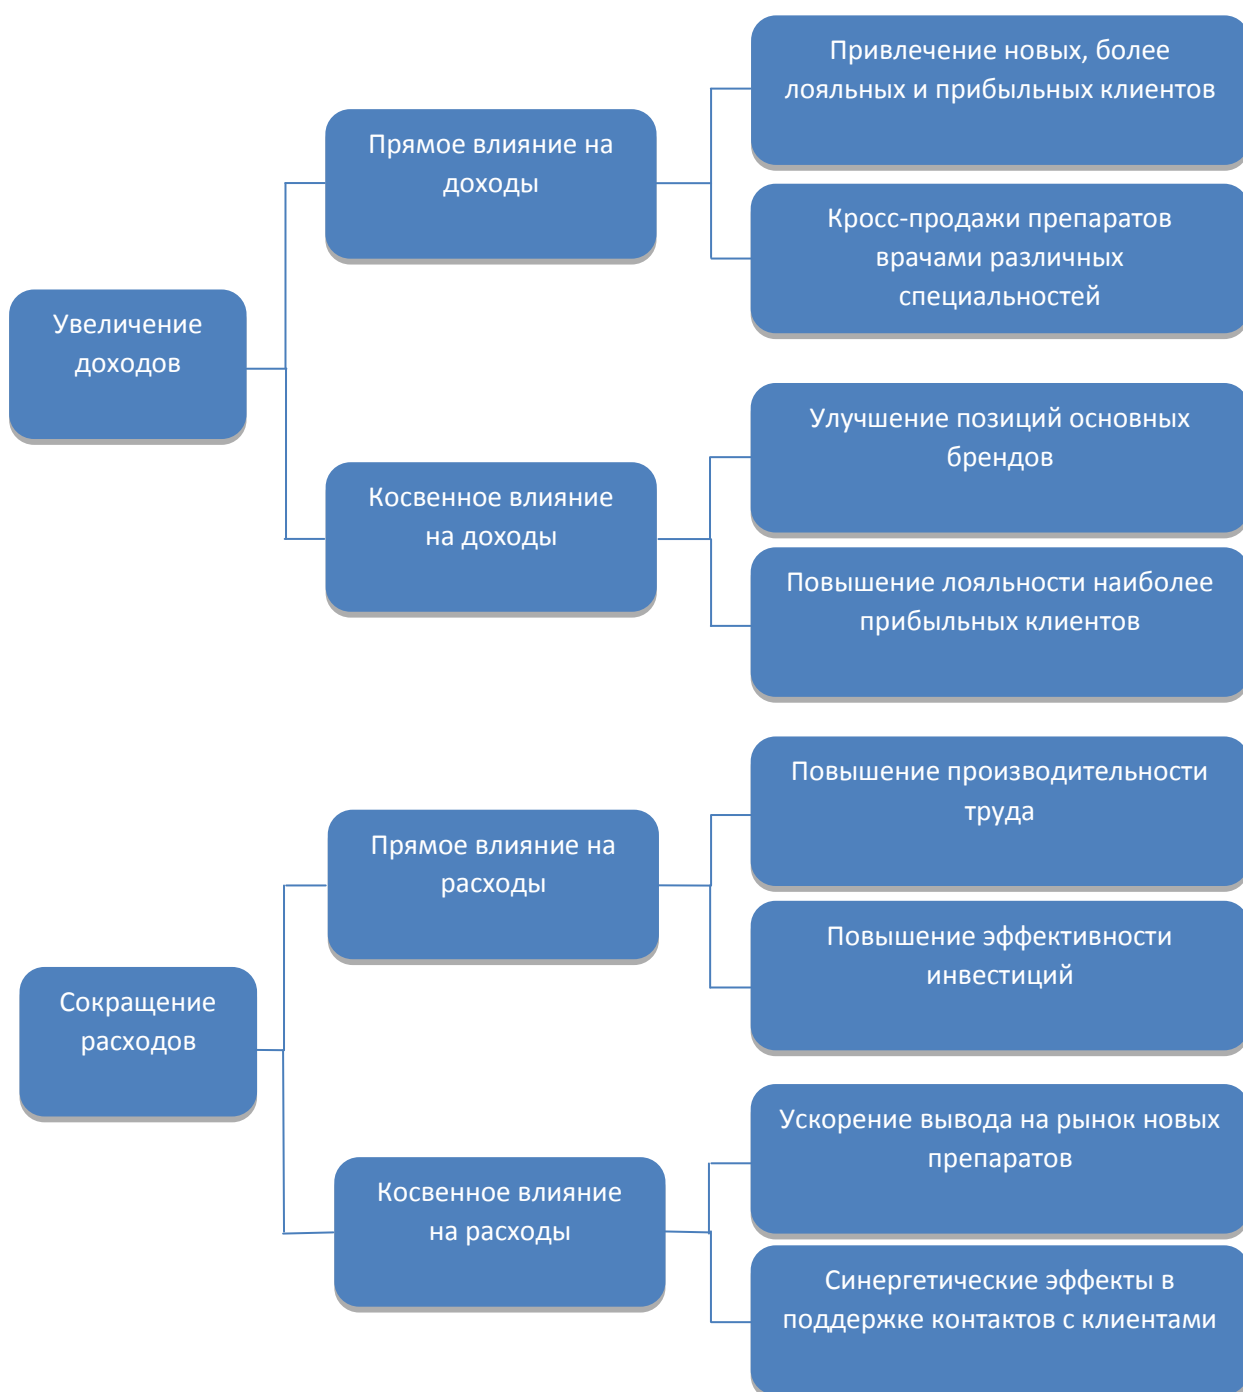 Привлечение новых, более
лояльных и прибыльных клиентов
Прямое влияние на
доходы
Кросс-продажи препаратов
врачами различных
специальностей
Увеличение
доходов
Улучшение позиций основных
брендов
Косвенное влияние
на доходы
Повышение лояльности наиболее
прибыльных клиентов
Повышение производительности
труда
Прямое влияние на
расходы
Повышение эффективности
инвестиций
Сокращение
расходов
Ускорение вывода на рынок новых
препаратов
Косвенное влияние
на расходы
Синергетические эффекты в
поддержке контактов с клиентами